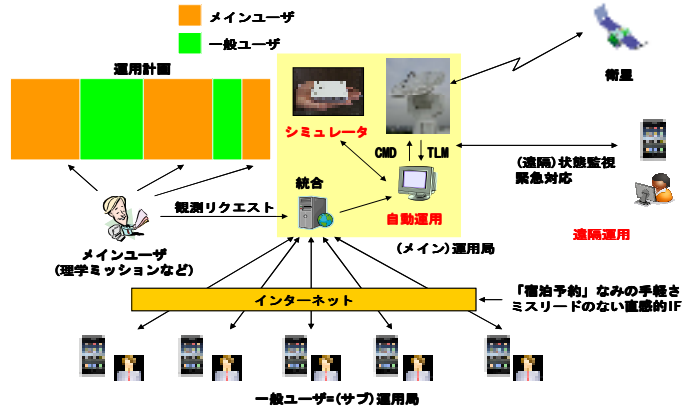 メインユーザ
一般ユーザ
運用計画
衛星
シミュレータ
CMD
TLM
(遠隔)状態監視
緊急対応
統合
自動運用
観測リクエスト
メインユーザ
(理学ミッションなど)
(メイン)運用局
遠隔運用
「宿泊予約」なみの手軽さ
ミスリードのない直感的IF
インターネット
一般ユーザ=(サブ)運用局